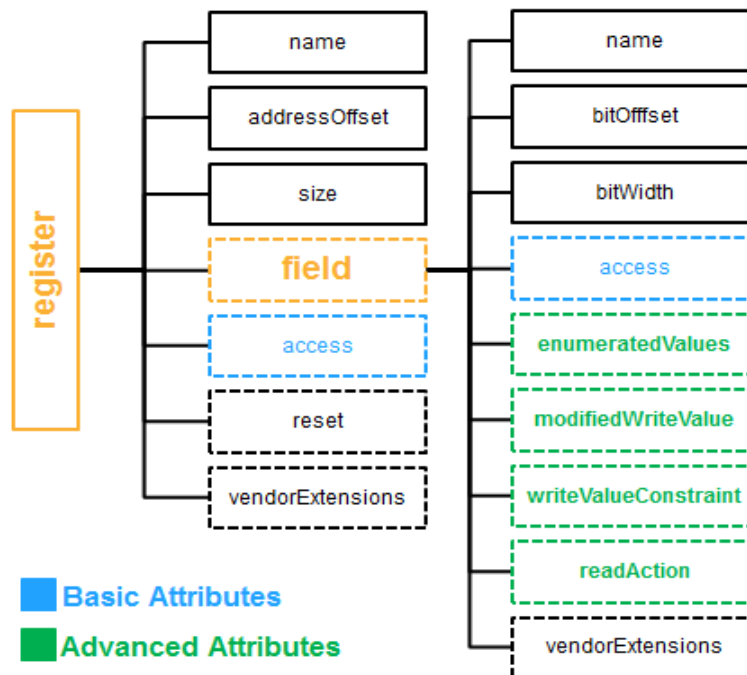 register
name
addressOffset
size
field
access
reset
vendorExtensions
name
bitOfffset
bitWidth
access
enumeratedValues
modifiedWriteValue
writeValueConstraint
readAction
vendorExtensions
Basic Attributes
Advanced Attributes